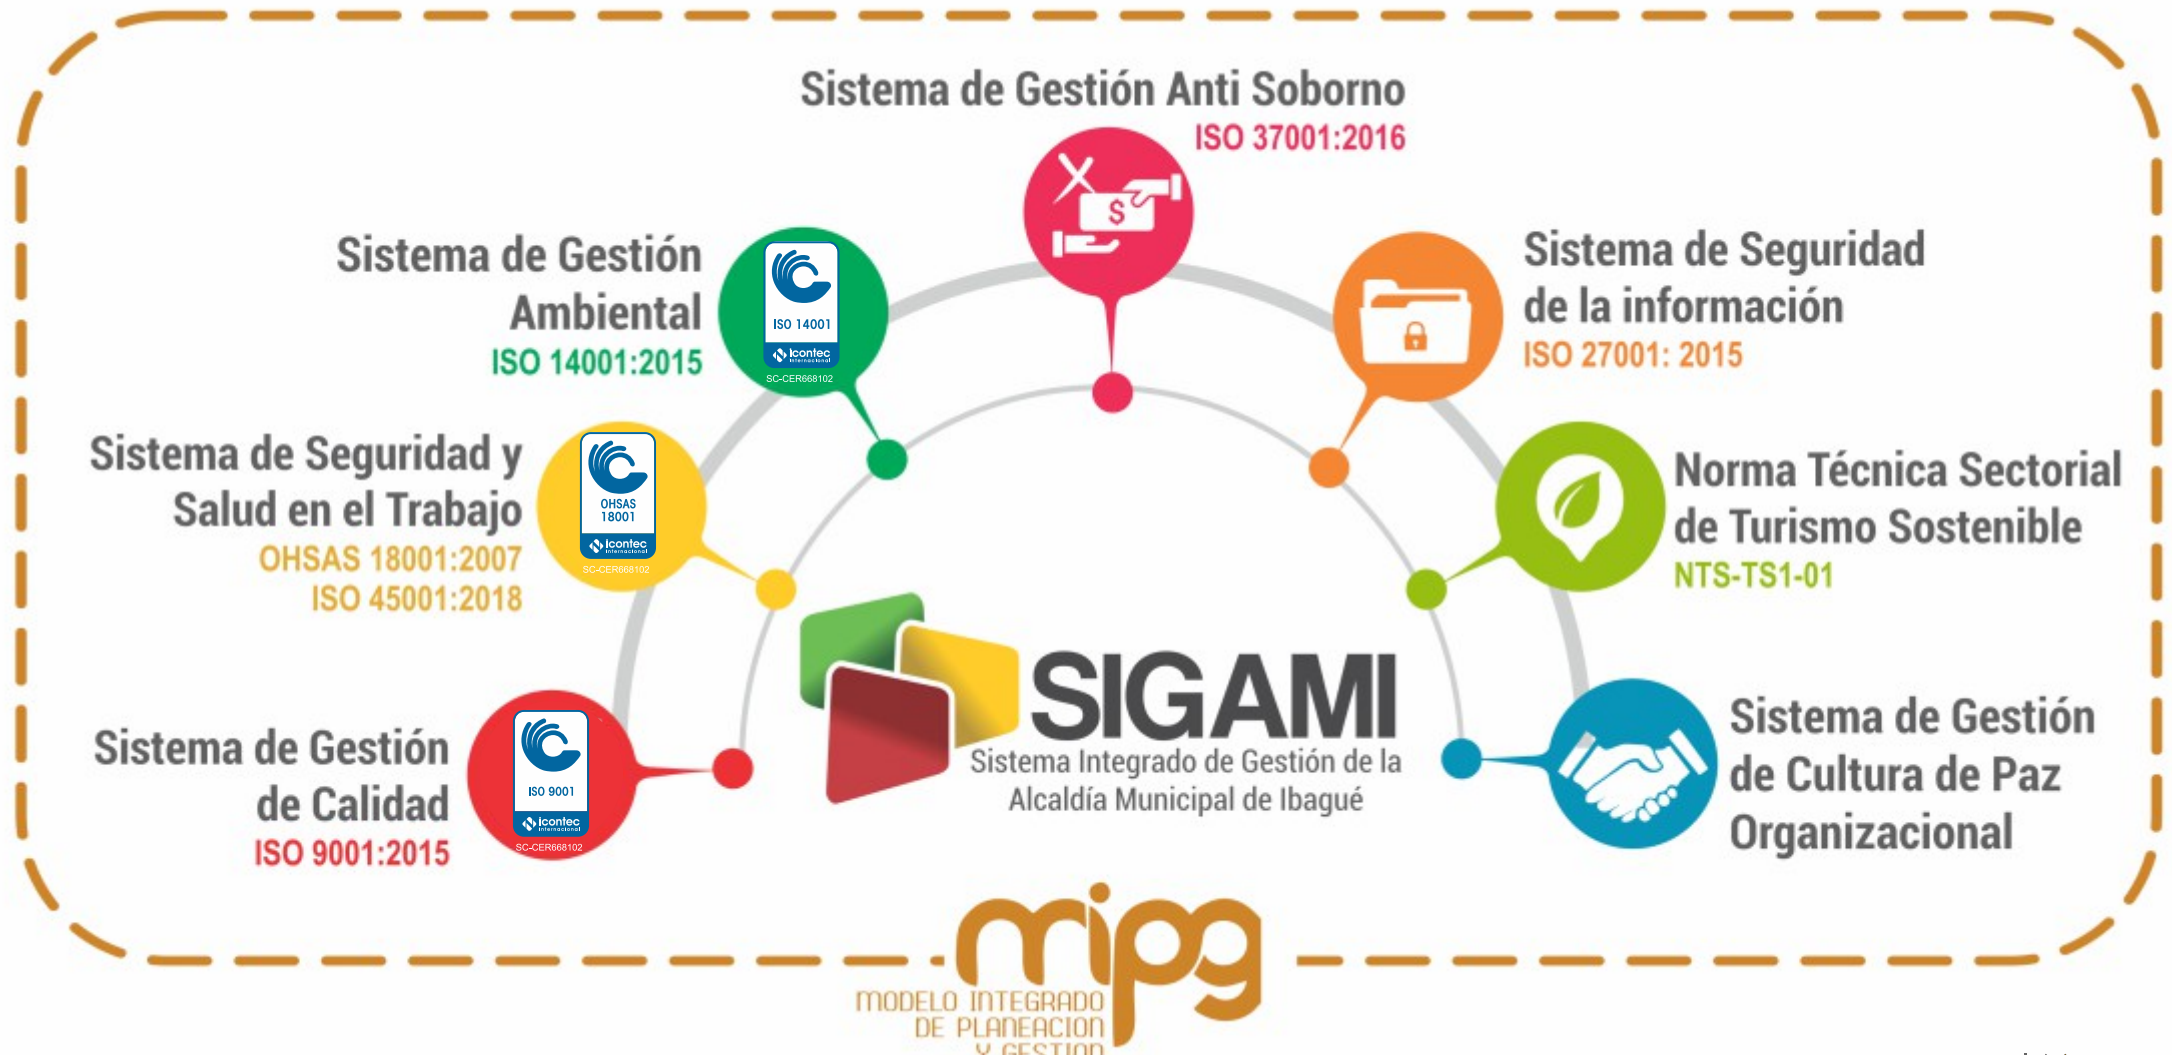 Sistema de Gestión Anti Soborno
ISO 37001:2016
$
Sistema de Gestión
Ambiental
ISO 14001:2015
ISO 14001
icontec
internacional
SC-CER668102
Sistema de Seguridad
de la información
ISO 27001: 2015
Sistema de Seguridad y
Salud en el Trabajo
OHSAS 18001:2007
ISO 45001:2018
OHSAS
18001
icontec
internacional
SC-CER668102
Norma Técnica Sectorial
de Turismo Sostenible
NTS-TS1-01
Sistema de Gestión
de Calidad
ISO 9001:2015
ISO 9001
icontec
internacional
SC-CER668102
SIGAMI
Sistema Integrado de Gestión de la
Alcaldía Municipal de Ibagué
Sistema de Gestión
de Cultura de Paz
Organizacional
mipg
MODELO INTEGRADO
DE PLANEACION
Y GESTION